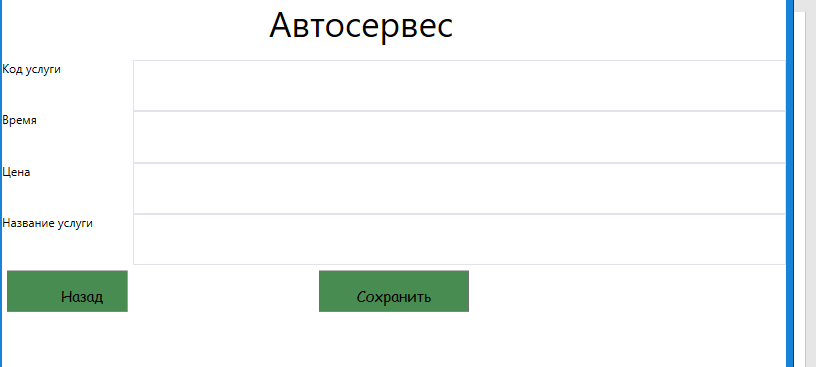 Автосервес
Код услуги
Время
Цена
Название услуги
Назад
Сохранить